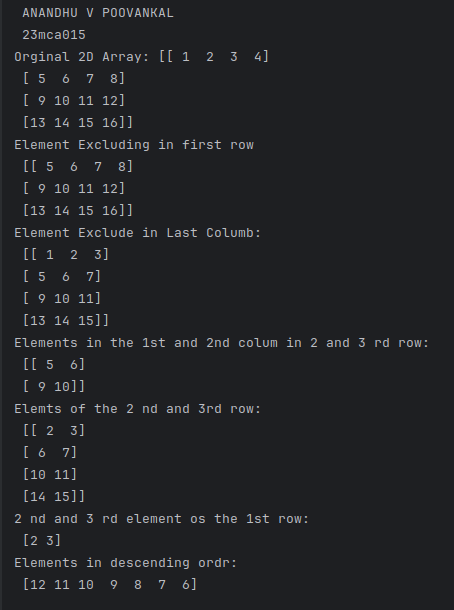 ANANDHU V POOVANKAL
23mca015
Orginal 2D Array: [[ 1  2  3  4]
[ 5  6  7  8]
[ 9 10 11 12]
[13 14 15 16]]
Element Excluding in first row
[[ 5  6  7  8]
[ 9 10 11 12]
[13 14 15 16]]
Element Exclude in Last Columb:
[[ 1  2  3]
[ 5  6  7]
[ 9 10 11]
[13 14 15]]
Elements in the 1st and 2nd colum in 2 and 3 rd row:
[[ 5  6]
[ 9 10]]
Elemts of the 2 nd and 3rd row:
[[ 2  3]
[ 6  7]
[10 11]
[14 15]]
2 nd and 3 rd element os the 1st row:
[2 3]
Elements in descending ordr:
[12 11 10  9  8  7  6]